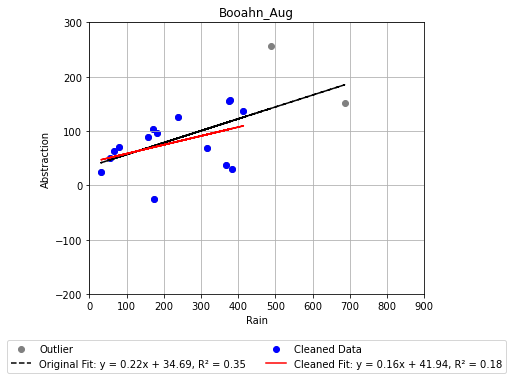 Booahn_Aug
300
200
100
0
−100
−200
Abstraction
0 100 200 300 400 500 600 700 800 900
Rain
Outlier Cleaned Data
Original Fit: y = 0.22x + 34.69, R² = 0.35 Cleaned Fit: y = 0.16x + 41.94, R² = 0.18